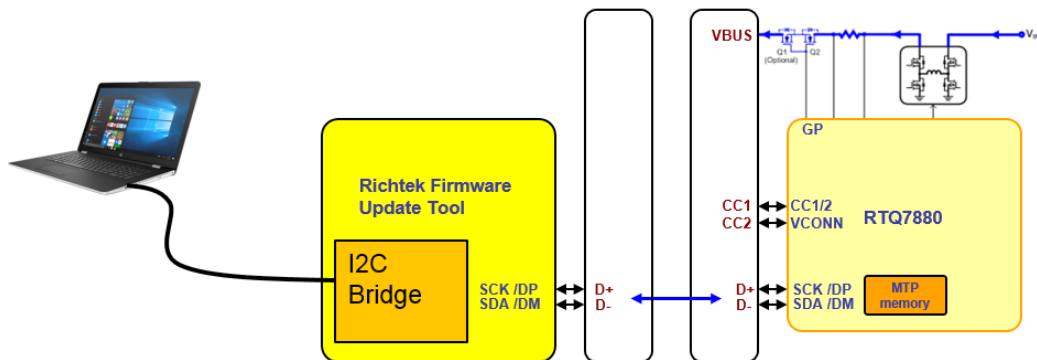 VBUS
Q1
Q2
(Optional)
GP
Richtek Firmware
Update Tool
I2C
Bridge
SCK /DP
SDA /DM
D+
D-
CC1
CC2
CC1/2
VCONN
RTQ7880
D+
D-
SCK /DP
SDA /DM
MTP
memory